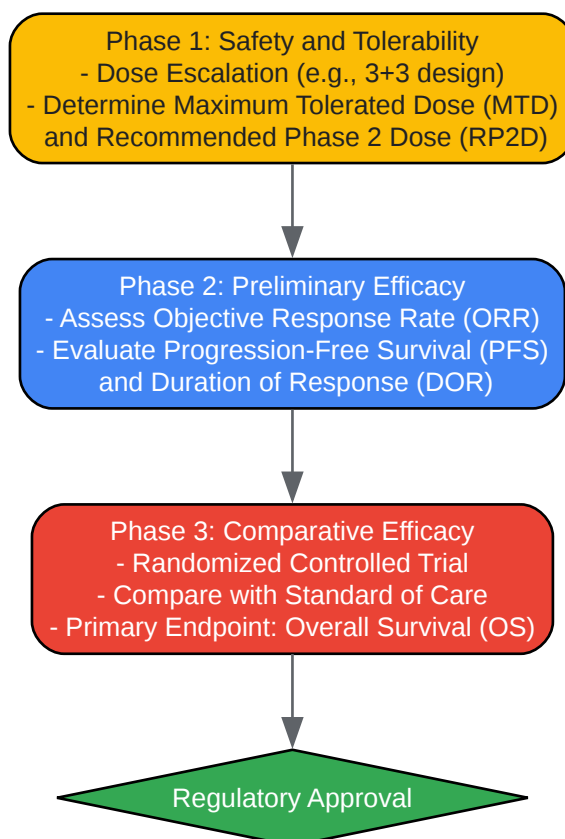 Phase 1: Safety and Tolerability
- Dose Escalation (e.g., 3+3 design)
- Determine Maximum Tolerated Dose (MTD)
and Recommended Phase 2 Dose (RP2D)
Phase 2: Preliminary Efficacy
- Assess Objective Response Rate (ORR)
- Evaluate Progression-Free Survival (PFS)
and Duration of Response (DOR)
Phase 3: Comparative Efficacy
- Randomized Controlled Trial
- Compare with Standard of Care
- Primary Endpoint: Overall Survival (OS)
Regulatory Approval